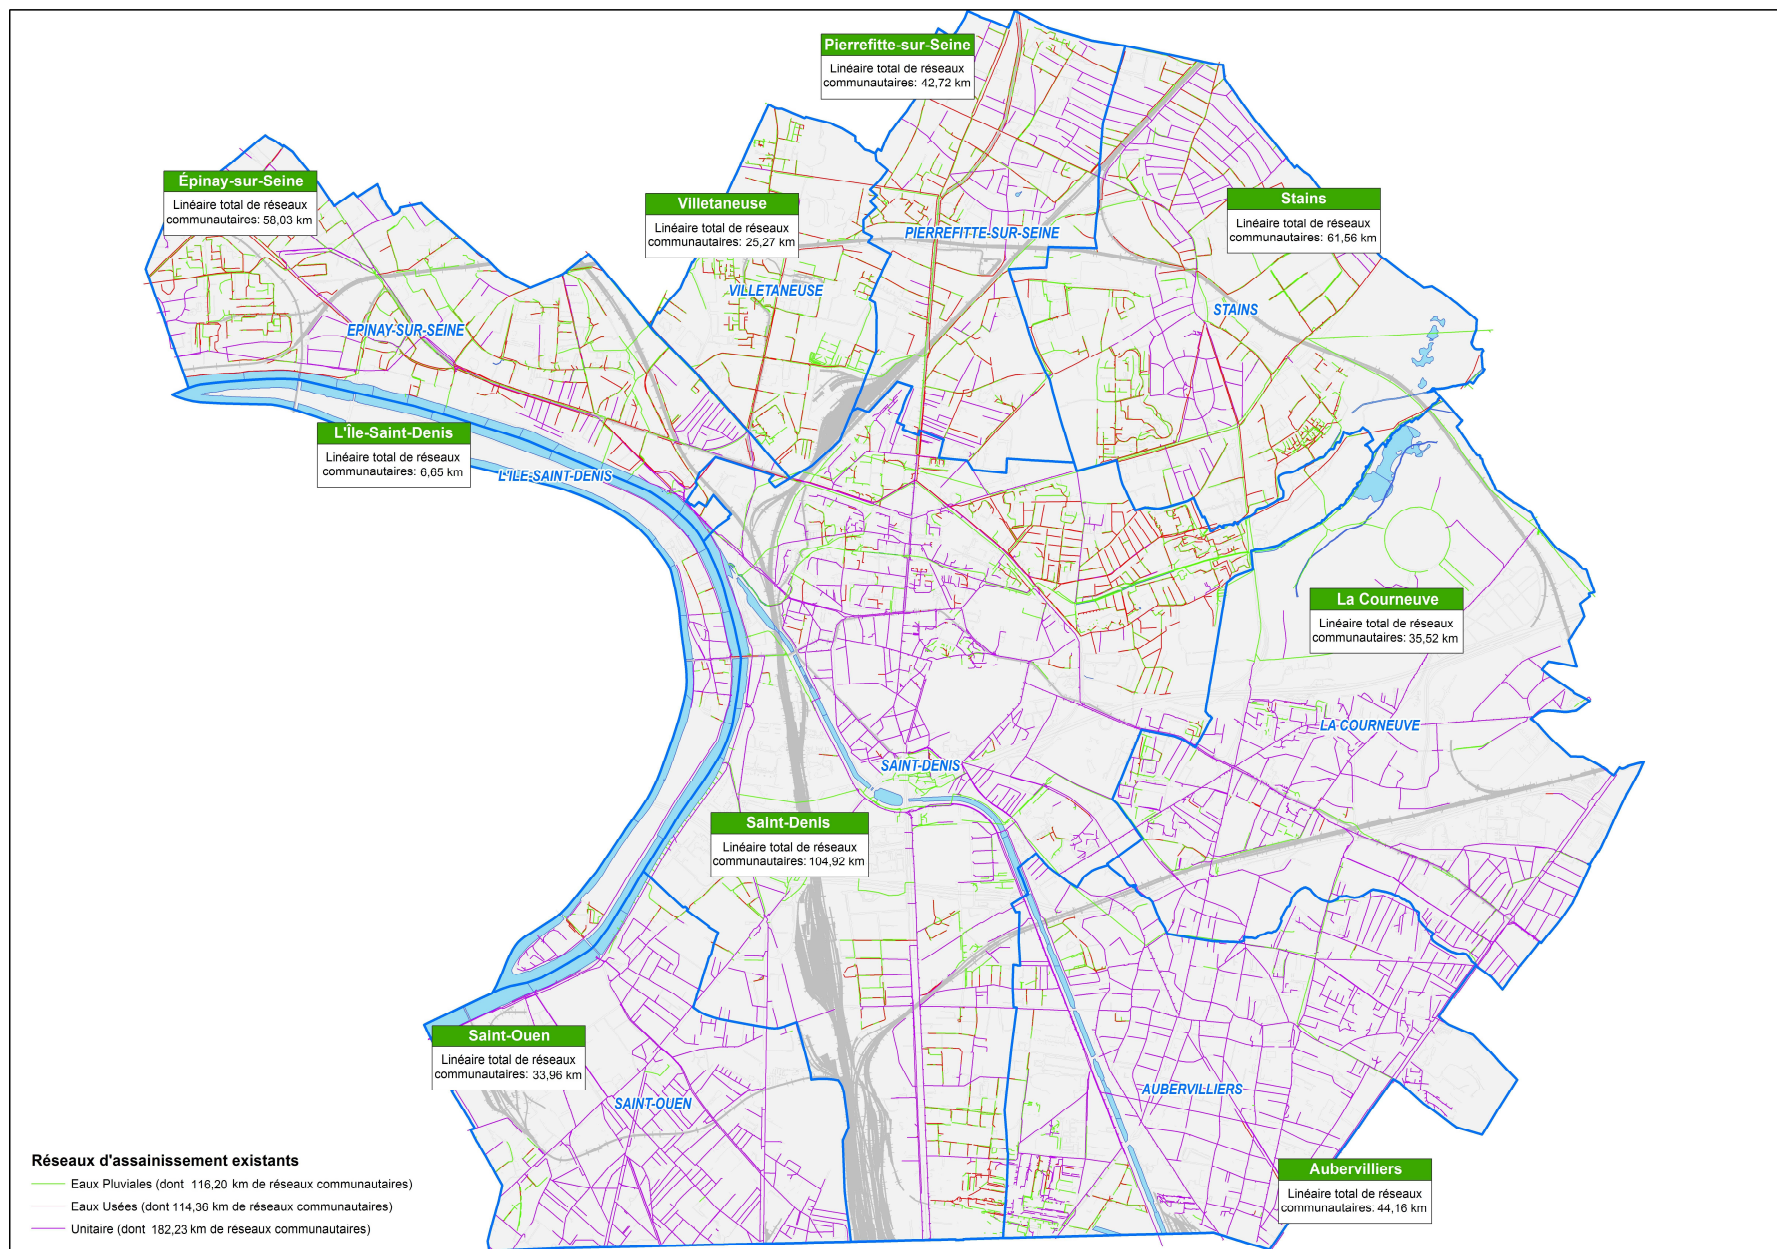 Pierrefitte-sur-Seine
Linéaire total de réseaux
communautaires: 42,72 km
Épinay-sur-Seine
Linéaire total de réseaux
communautaires: 58,03 km
Villetaneuse
Linéaire total de réseaux
communautaires: 25,27 km
Stains
Linéaire total de réseaux
communautaires: 61,56 km
PIERREFITTE-SUR-SEINE
VILLETANEUSE
STAINS
EPINAY-SUR-SEINE
L'Île-Saint-Denis
Linéaire total de réseaux
communautaires: 6,65 km
L'ILE-SAINT-DENIS
La Courneuve
Linéaire total de réseaux
communautaires: 35,52 km
LA COURNEUVE
SAINT-DENIS
Saint-Denis
Linéaire total de réseaux
communautaires: 104,92 km
Saint-Ouen
Linéaire total de réseaux
communautaires: 33,96 km
SAINT-OUEN
AUBERVILLIERS
Aubervilliers
Linéaire total de réseaux
communautaires: 44,16 km
Réseaux d'assainissement existants
Eaux Pluviales (dont 116,20 km de réseaux communautaires)
Eaux Usées (dont 114,36 km de réseaux communautaires)
Unitaire (dont 182,23 km de réseaux communautaires)